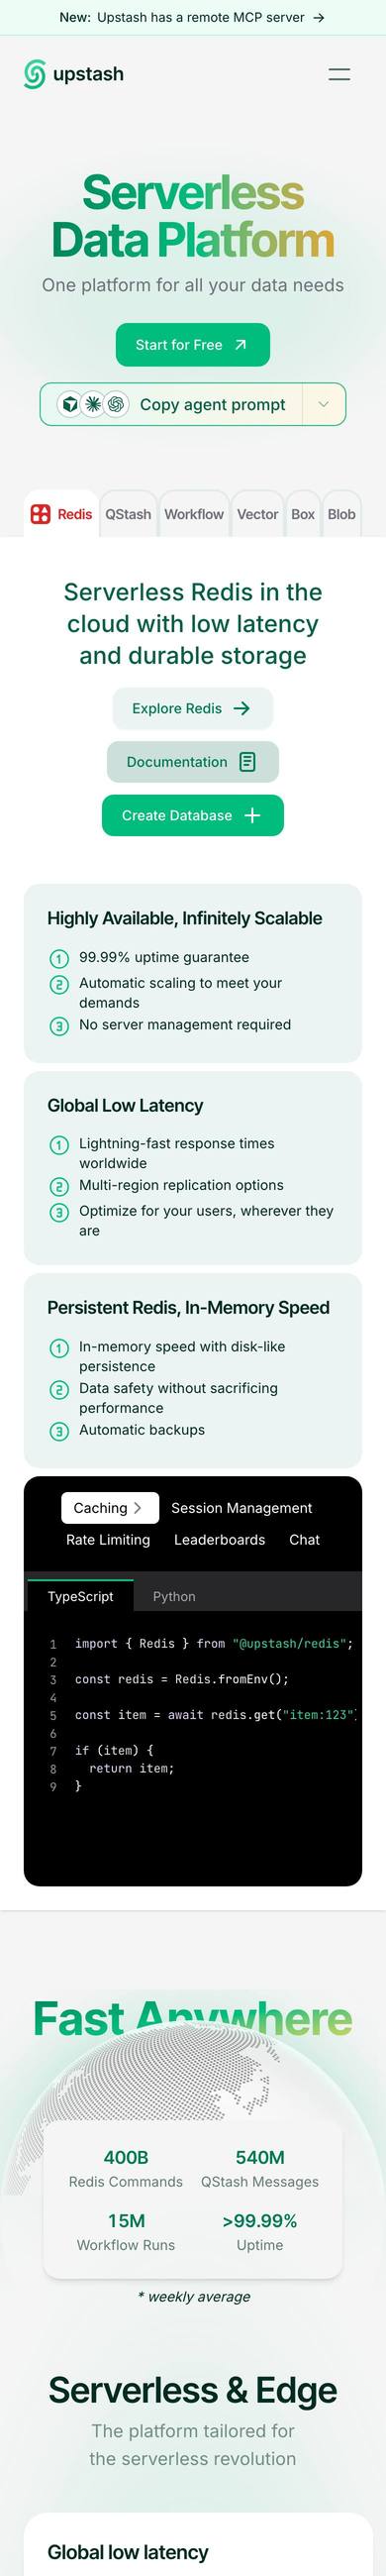 New: Upstash has a remote MCP server →
upstash
Serverless
Data Platform
One platform for all your data needs
Start for Free
Copy agent prompt
Redis QStash Workflow Vector Box Blob
Serverless Redis in the
cloud with low latency
and durable storage
Explore Redis
Documentation
Create Database
Highly Available, Infinitely Scalable
1 99.99% uptime guarantee
2 Automatic scaling to meet your
demands
3 No server management required
Global Low Latency
1 Lightning-fast response times
worldwide
2 Multi-region replication options
3 Optimize for your users, wherever they
are
Persistent Redis, In-Memory Speed
1 In-memory speed with disk-like
persistence
2 Data safety without sacrificing
performance
3 Automatic backups
Caching Session Management
Rate Limiting Leaderboards Chat
TypeScript Python
1 import { Redis } from "@upstash/redis";
2
3 const redis = Redis.fromEnv();
4
5 const item = await redis.get("item:123"
6
7 if (item) {
8 return item;
9 }
Fast Anywhere
400B 540M
Redis Commands QStash Messages
15M >99.99%
Workflow Runs Uptime
* weekly average
Serverless & Edge
The platform tailored for
the serverless revolution
Global low latency